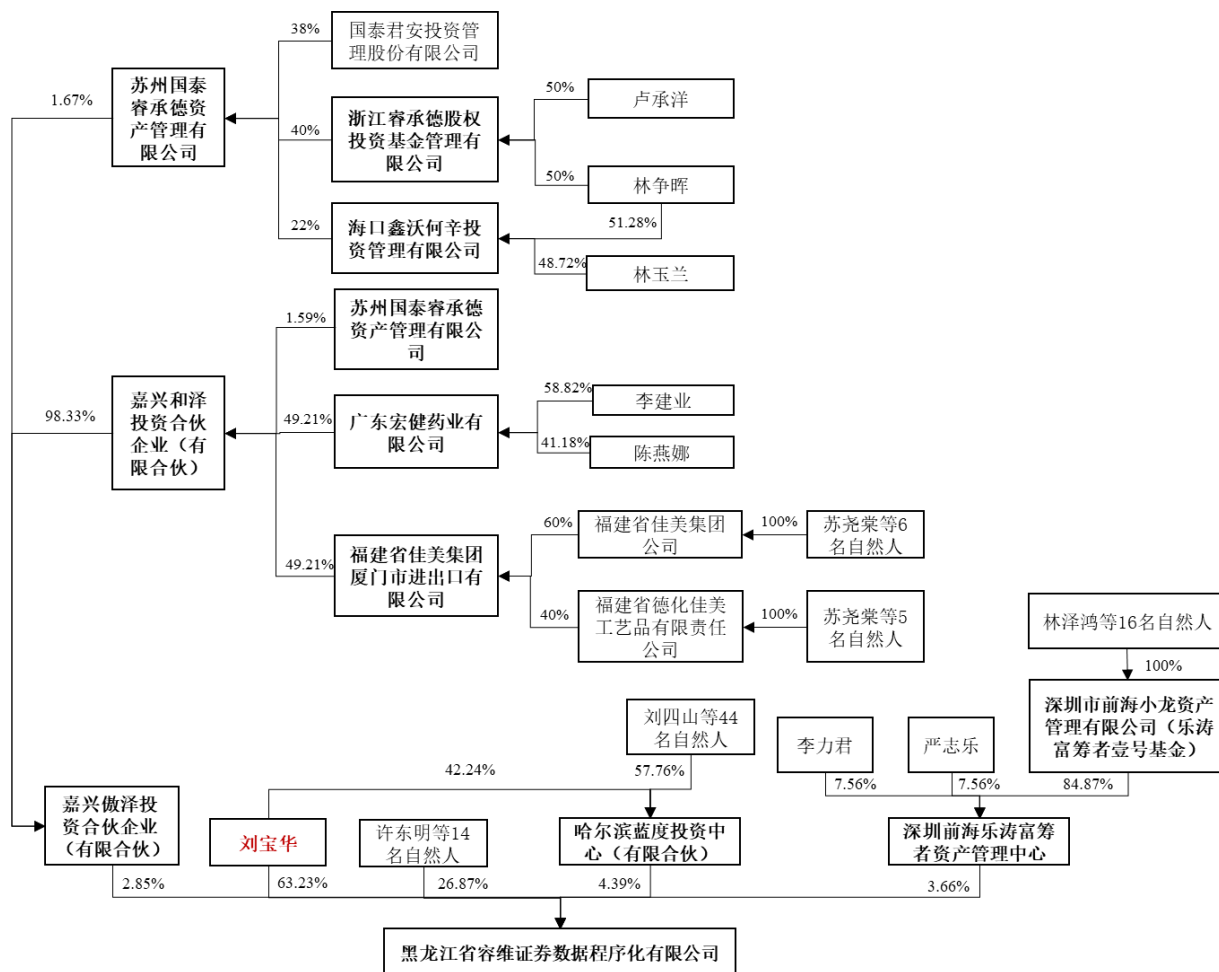 38%
国泰君安投资管
理股份有限公司
苏州国泰
睿承德资
产管理有
限公司
1.67%
40%
浙江睿承德股权
投资基金管理有
限公司
50%
卢承洋
50%
林争晖
51.28%
22%
海口鑫沃何辛投
资管理有限公司
48.72%
林玉兰
1.59%
苏州国泰睿承德
资产管理有限公
司
98.33%
嘉兴和泽
投资合伙
企业（有
限合伙）
49.21%
广东宏健药业有
限公司
58.82%
李建业
41.18%
陈燕娜
49.21%
福建省佳美集团
厦门市进出口有
限公司
60%
福建省佳美集团
公司
100%
苏尧棠等6
名自然人
40%
福建省德化佳美
工艺品有限责任
公司
100%
苏尧棠等5
名自然人
林泽鸿等16名自然人
100%
深圳市前海小龙资产
管理有限公司（乐涛
富筹者壹号基金）
刘四山等44
名自然人
李力君
严志乐
42.24%
57.76%
7.56%
7.56%
84.87%
嘉兴傲泽投
资合伙企业
（有限合伙）
刘宝华
许东明等14
名自然人
哈尔滨蓝度投资中
心（有限合伙）
深圳前海乐涛富筹
者资产管理中心
2.85%
63.23%
26.87%
4.39%
3.66%
黑龙江省容维证券数据程序化有限公司